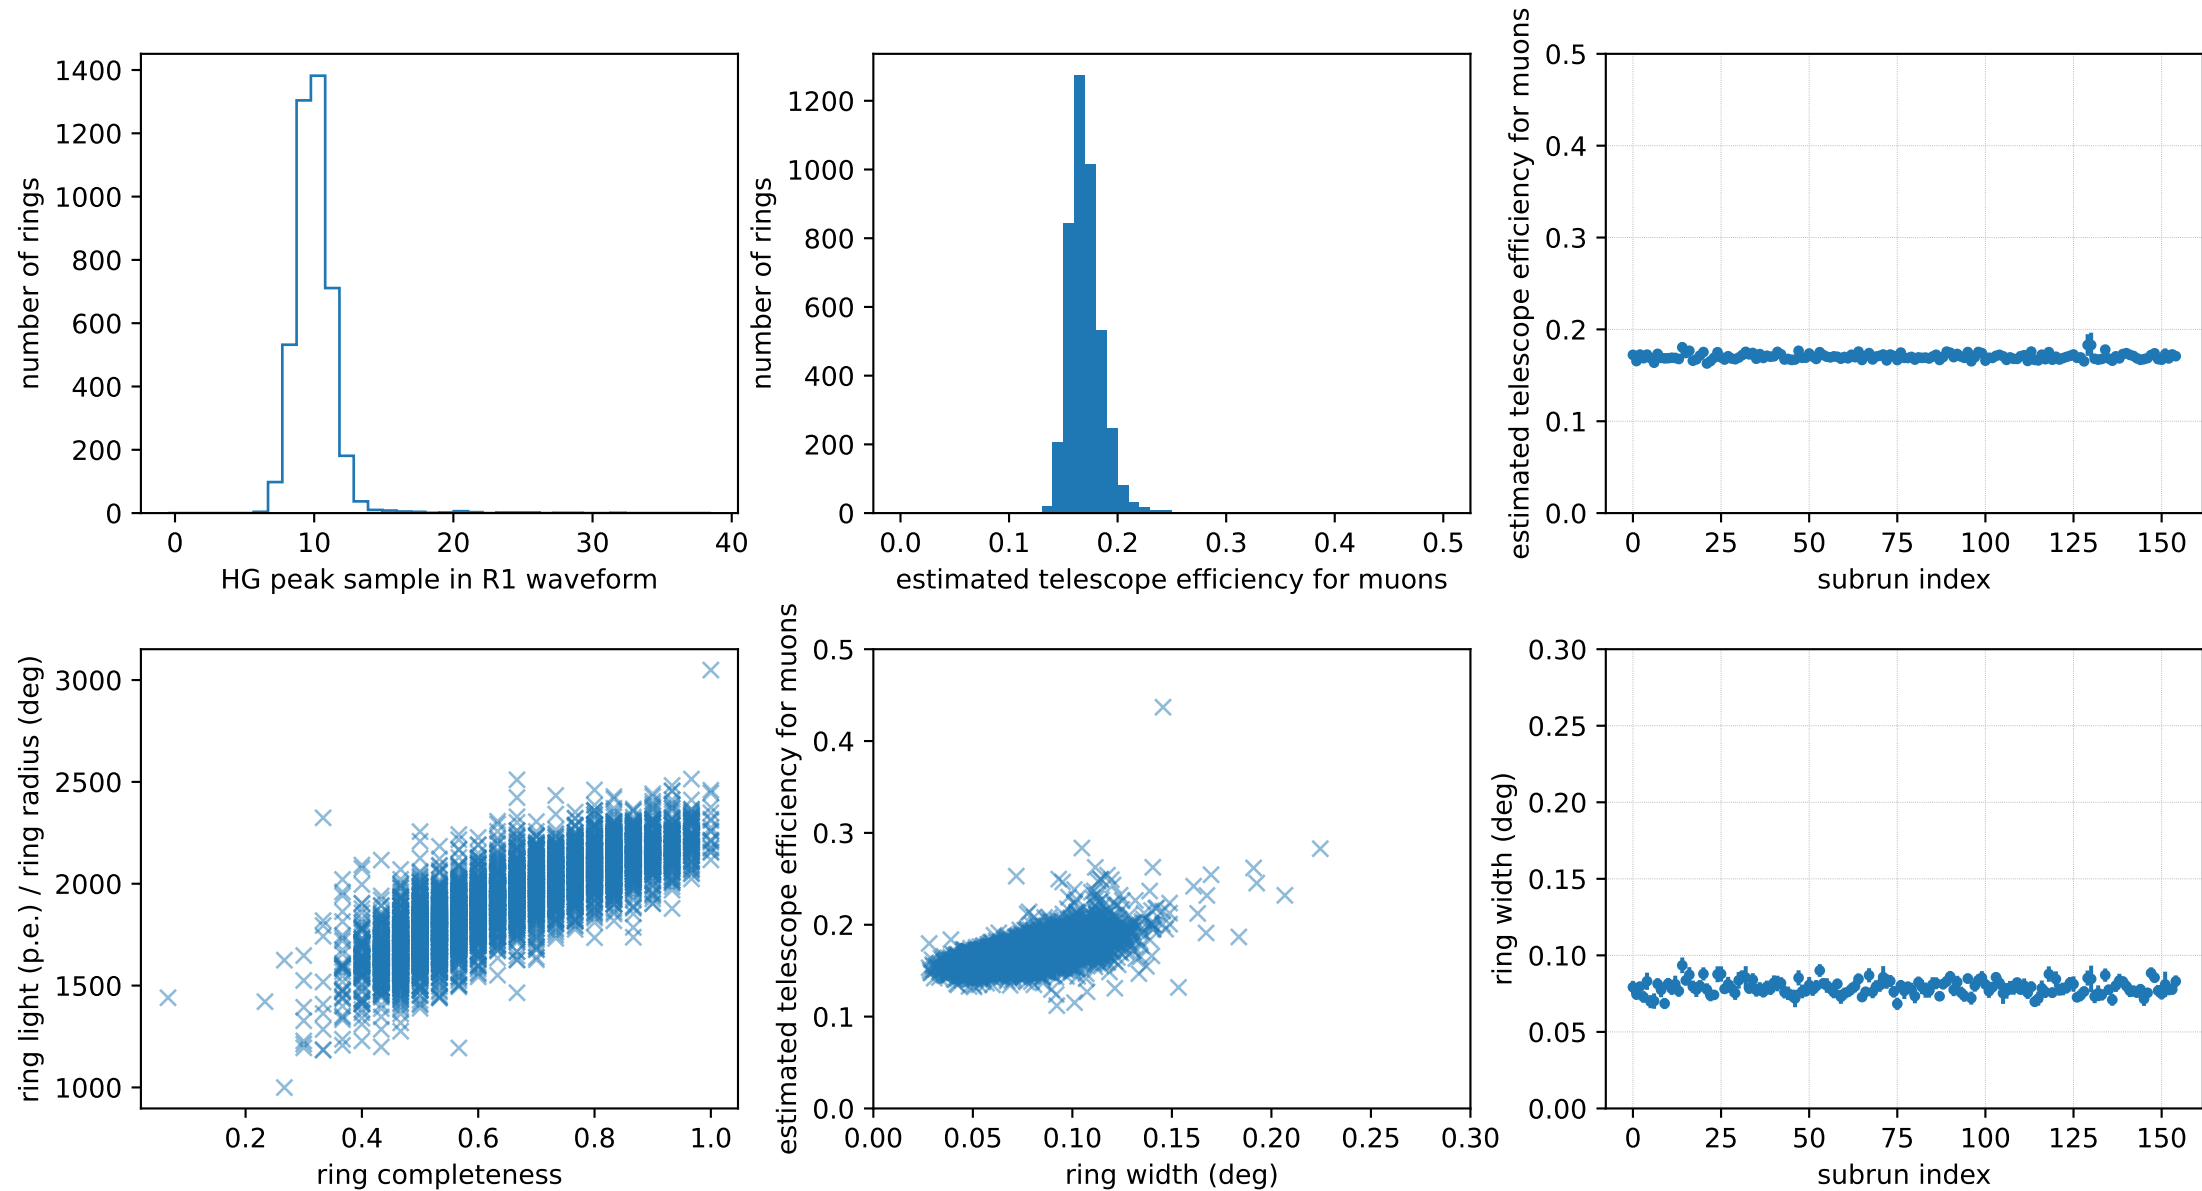 number of rings
1400
1200
1000
800
600
400
200
0
0 10 20 30 40
HG peak sample in R1 waveform
number of rings
1200
1000
800
600
400
200
0
0.0 0.1 0.2 0.3 0.4 0.5
estimated telescope efficiency for muons
estimated telescope efficiency for muons
0.5
0.4
0.3
0.2
0.1
0.0
0 25 50 75 100 125 150
subrun index
ring light (p.e.) / ring radius (deg)
3000
2500
2000
1500
1000
0.2 0.4 0.6 0.8 1.0
ring completeness
estimated telescope efficiency for muons
0.5
0.4
0.3
0.2
0.1
0.0
0.00 0.05 0.10 0.15 0.20 0.25 0.30
ring width (deg)
ring width (deg)
0.30
0.25
0.20
0.15
0.10
0.05
0.00
0 25 50 75 100 125 150
subrun index